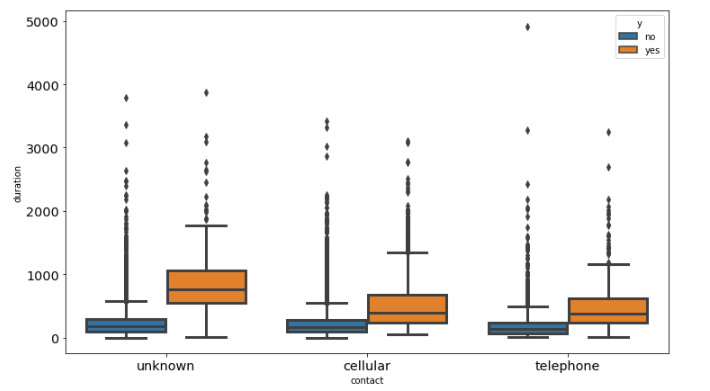 y
no
yes
5000
4000
3000
2000
1000
0
duration
unknown
cellular
telephone
contact